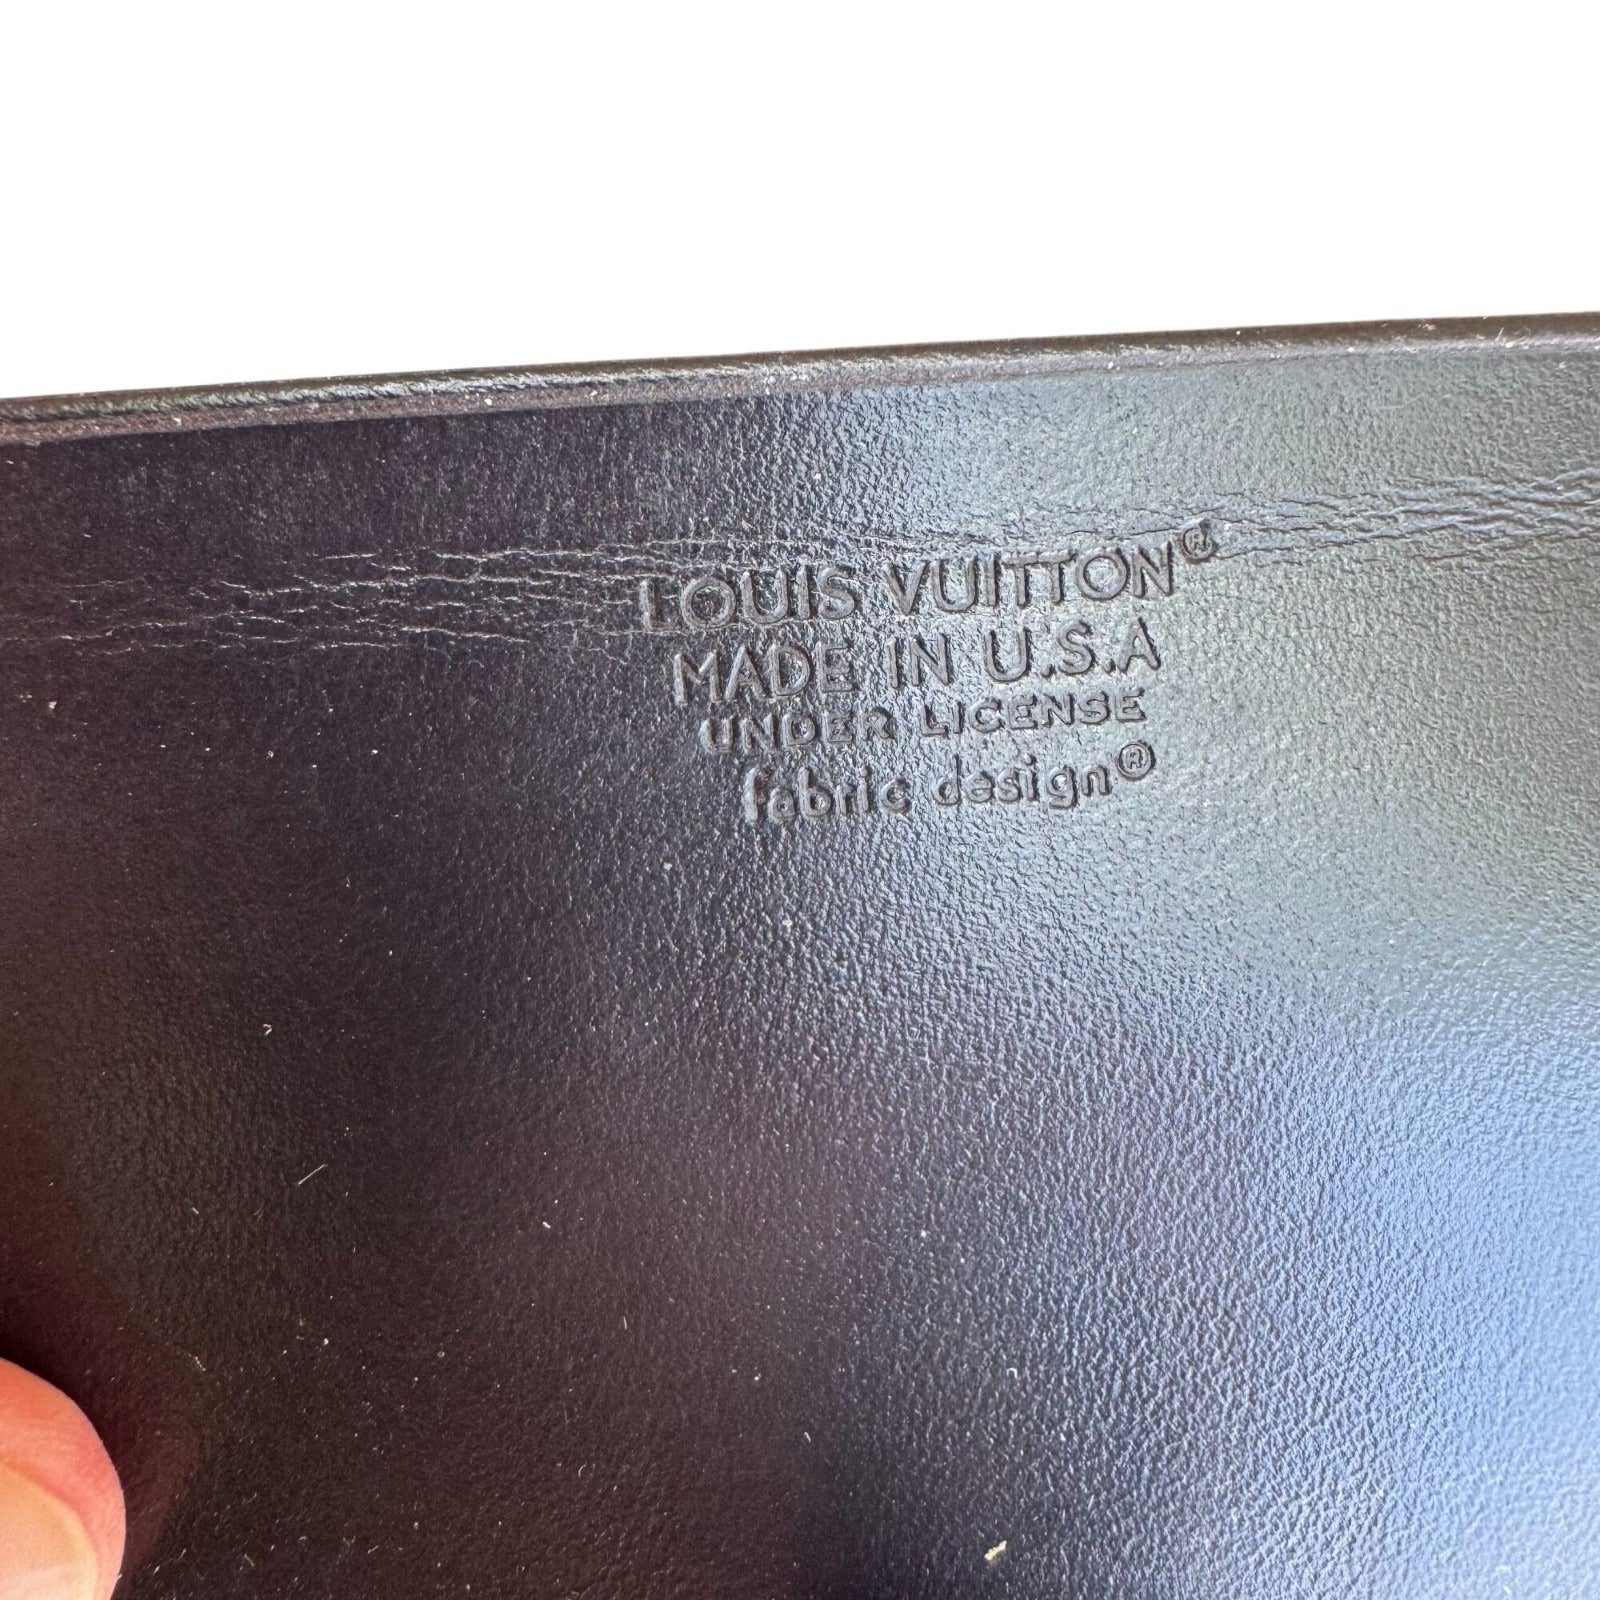 LOUIS VUITTON®
MADE IN U.S.A
UNDER LICENSE
fabric design®